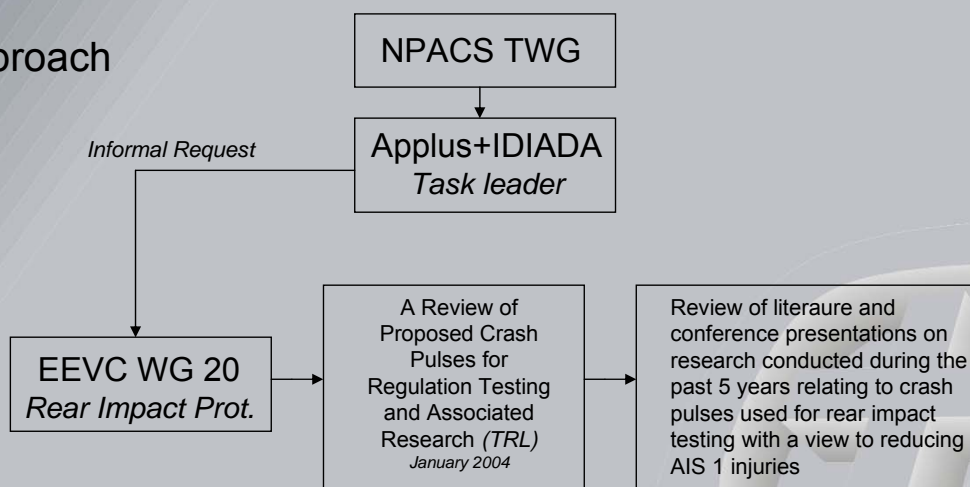 proach
NPACS TWG
Applus+IDIADA
Task leader
Informal Request
EEVC WG 20
Rear Impact Prot.
A Review of
Proposed Crash
Pulses for
Regulation Testing
and Associated
Research (TRL)
January 2004
Review of literaure and
conference presentations on
research conducted during the
past 5 years relating to crash
pulses used for rear impact
testing with a view to reducing
AIS 1 injuries